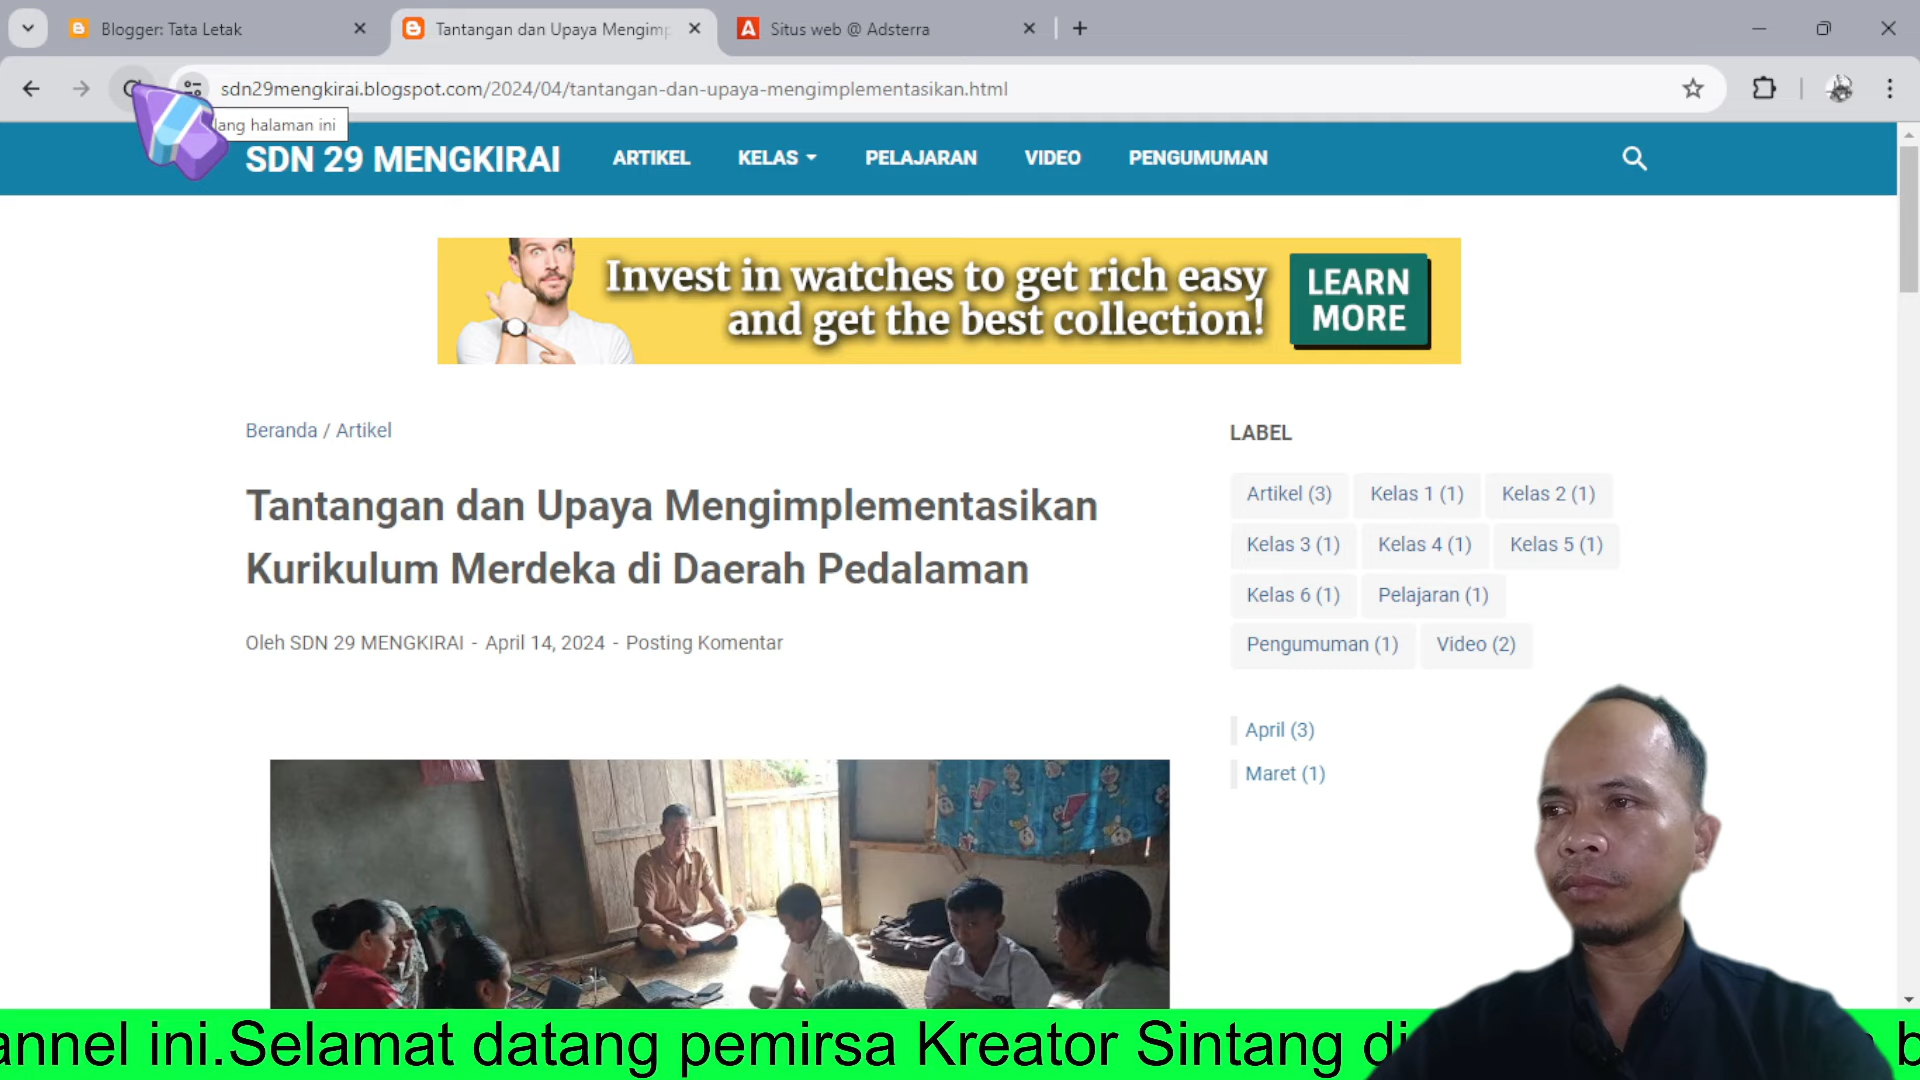 Blogger: Tata Letak
Tantangan dan Upaya Mengimp
Situs web @ Adsterra
sdn29mengkirai.blogspot.com/2024/04/tantangan-dan-upaya-mengimplementasikan.html
lang halaman ini
SDN 29 MENGKIRAI
ARTIKEL
KELAS
PELAJARAN
VIDEO
PENGUMUMAN
Invest in watches to get rich easy
and get the best collection!
LEARN
MORE
Beranda / Artikel
Tantangan dan Upaya Mengimplementasikan
Kurikulum Merdeka di Daerah Pedalaman
Oleh SDN 29 MENGKIRAI - April 14, 2024 - Posting Komentar
LABEL
Artikel (3) Kelas 1 (1) Kelas 2 (1)
Kelas 3 (1) Kelas 4 (1) Kelas 5 (1)
Kelas 6 (1) Pelajaran (1)
Pengumuman (1) Video (2)
April (3)
Maret (1)
annel ini.Selamat datang pemirsa Kreator Sintang di